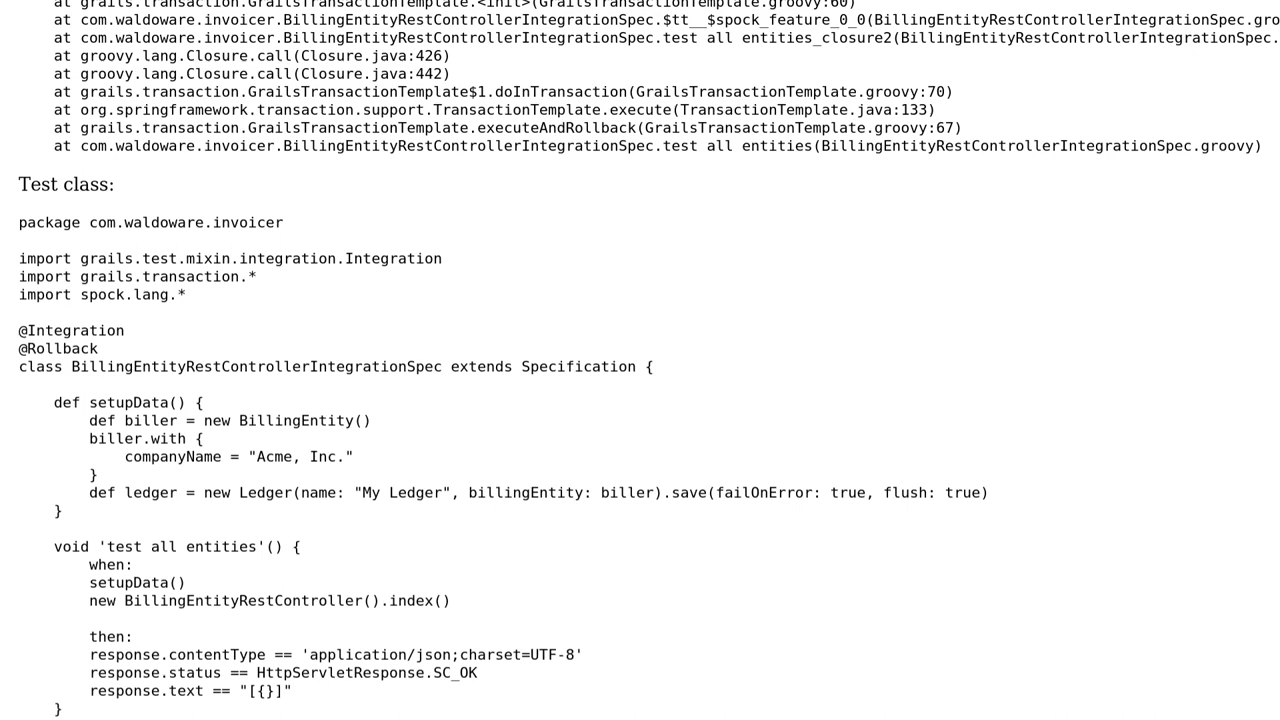 at grails.transaction.GrailsTransactionTemplate.<init>(GrailsTransactionTemplate.groovy:60)
at com.waldoware.invoicer.BillingEntityRestControllerIntegrationSpec.$tt__$spock_feature_0_0(BillingEntityRestControllerIntegrationSpec.gro
at com.waldoware.invoicer.BillingEntityRestControllerIntegrationSpec.test all entities_closure2(BillingEntityRestControllerIntegrationSpec.
at groovy.lang.Closure.call(Closure.java:426)
at groovy.lang.Closure.call(Closure.java:442)
at grails.transaction.GrailsTransactionTemplate$1.doInTransaction(GrailsTransactionTemplate.groovy:70)
at org.springframework.transaction.support.TransactionTemplate.execute(TransactionTemplate.java:133)
at grails.transaction.GrailsTransactionTemplate.executeAndRollback(GrailsTransactionTemplate.groovy:67)
at com.waldoware.invoicer.BillingEntityRestControllerIntegrationSpec.test all entities(BillingEntityRestControllerIntegrationSpec.groovy)
Test class:
package com.waldoware.invoicer
import grails.test.mixin.integration.Integration
import grails.transaction.*
import spock.lang.*
@Integration
@Rollback
class BillingEntityRestControllerIntegrationSpec extends Specification {
def setupData() {
def biller = new BillingEntity()
biller.with {
companyName = "Acme, Inc."
}
def ledger = new Ledger(name: "My Ledger", billingEntity: biller).save(failOnError: true, flush: true)
}
void 'test all entities'() {
when:
setupData()
new BillingEntityRestController().index()
then:
response.contentType == 'application/json;charset=UTF-8'
response.status == HttpServletResponse.SC_OK
response.text == "[{}]"
}